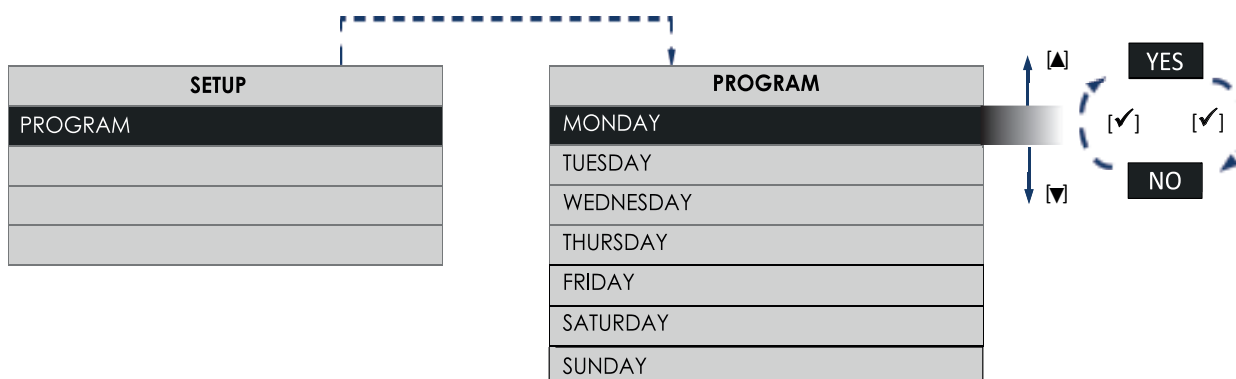 SETUP
PROGRAM
PROGRAM
MONDAY
TUESDAY
WEDNESDAY
THURSDAY
FRIDAY
SATURDAY
SUNDAY
[▲]
[▼]
YES
[✔] [✔]
NO